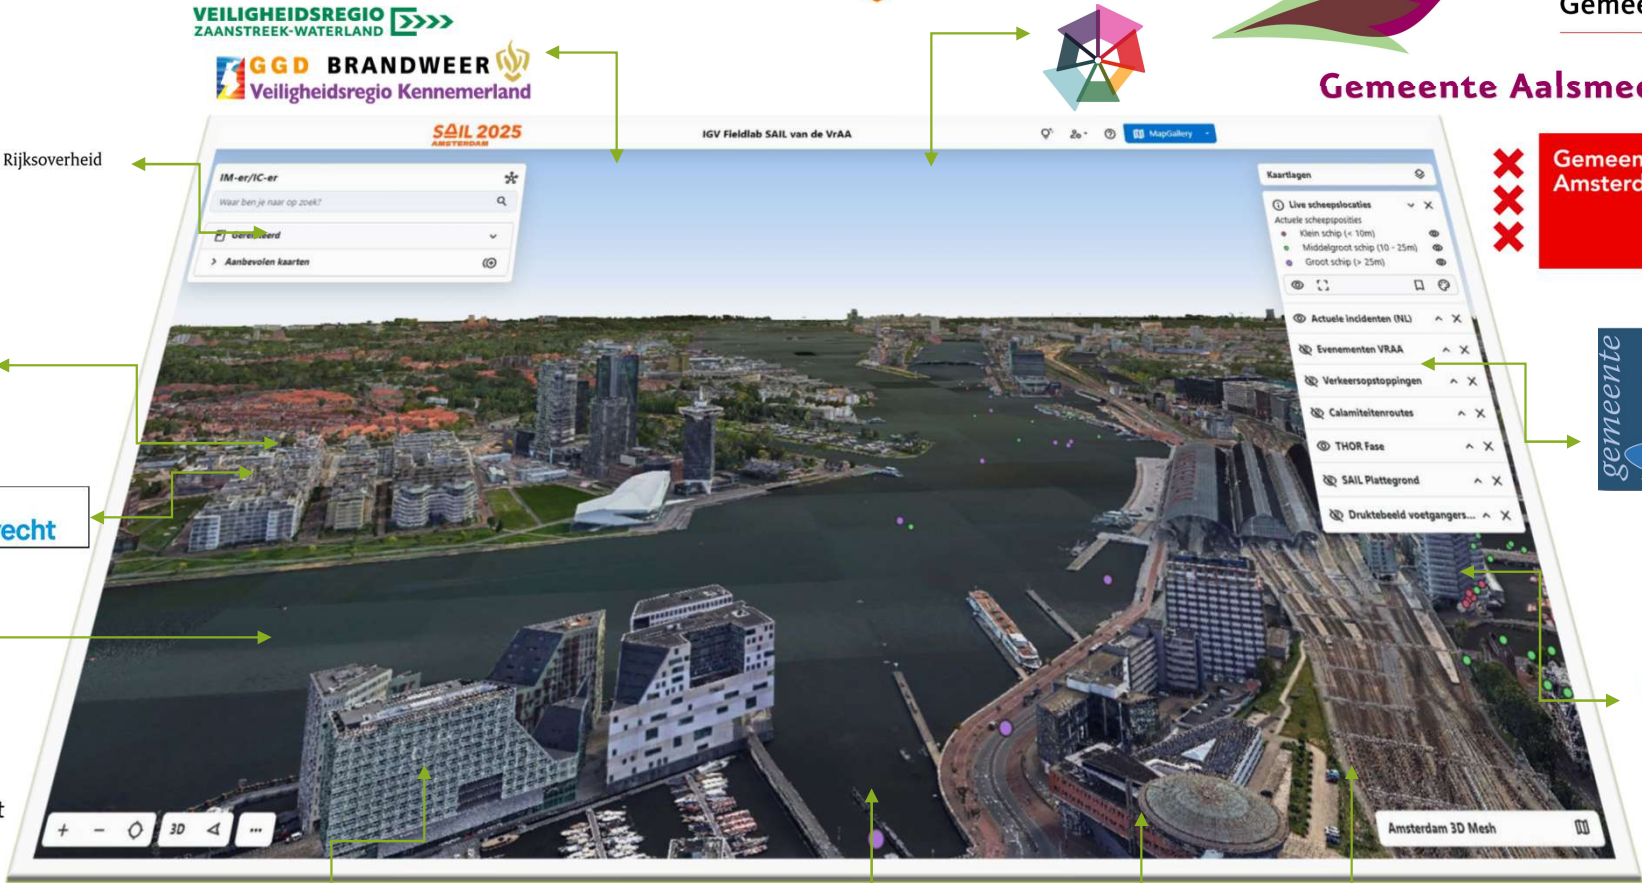 VEILIGHEIDSREGIO
ZAANSTREEK-WATERLAND
GGD BRANDWEER
Veiligheidsregio Kennemerland
Gemeente Aalsmee
Rijksoverheid
SAIL 2025
AMSTERDAM
IGV Fieldlab SAIL van de VrAA
MapGallery
Gemeen
Amsterd
IM-er/IC-er
Waar ben je naar op zoek?
Aanbevolen kaarten
Kaartlagen
Live scheepslocaties
Actuele scheepsposities
Klein schip (< 10m)
Middelgroot schip (10 - 25m)
Groot schip (> 25m)
Actuele incidenten (NL)
Evenementen VRAA
Verkeersopstoppingen
Calamiteitenroutes
THOR Fase
SAIL Plattegrond
Druktebeeld voetgangers...
gemeente
echt
t
+ - 3D ...
Amsterdam 3D Mesh